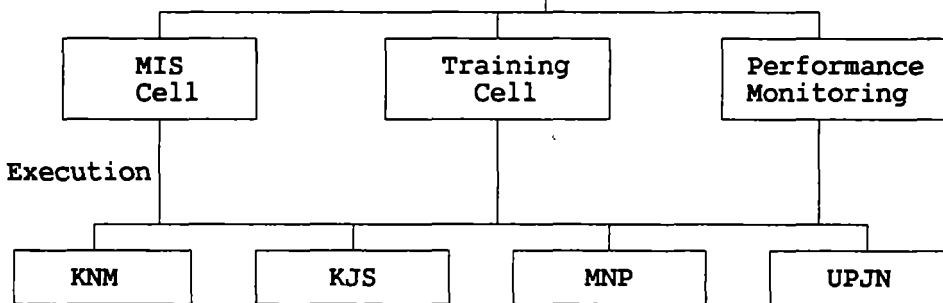 MIS
Cell
Training
Cell
Performance
Monitoring
Execution
KNM
KJS
MNP
UPJN